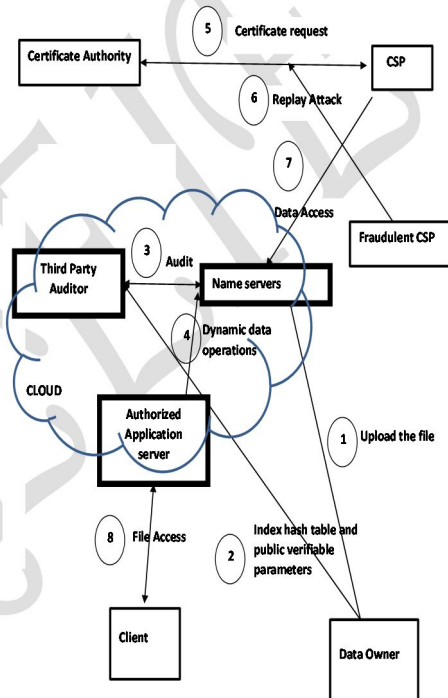 5 Certificate request
Certificate Authority
CSP
6 Replay Attack
7
Data Access
Fraudulent CSP
3 Audit
Third Party
Auditor
Name servers
4 Dynamic data
operations
CLOUD
Authorized
Application
server
1 Upload the file
8 File Access
2 Index hash table and
public verifiable
parameters
Client
Data Owner